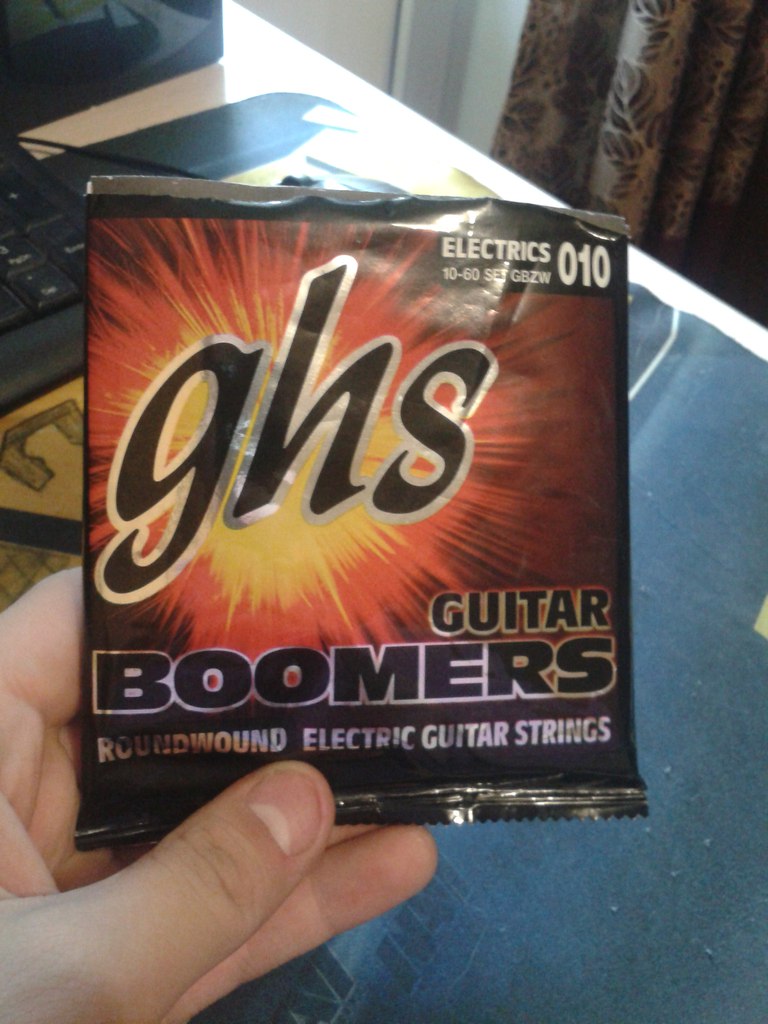 ELECTRICS 010
10-60 SET GBZW
ghs
GUITAR
BOOMERS
ROUNDWOUND ELECTRIC GUITAR STRINGS